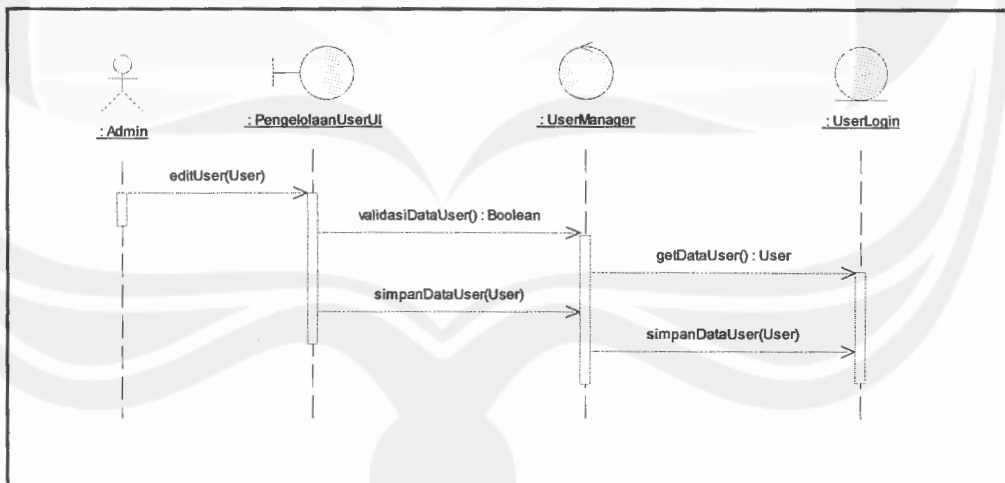 : Admin
: PengelolaanUserUI
: UserManager
: UserLogin
editUser(User)
validasiDataUser() : Boolean
getDataUser() : User
simpanDataUser(User)
simpanDataUser(User)